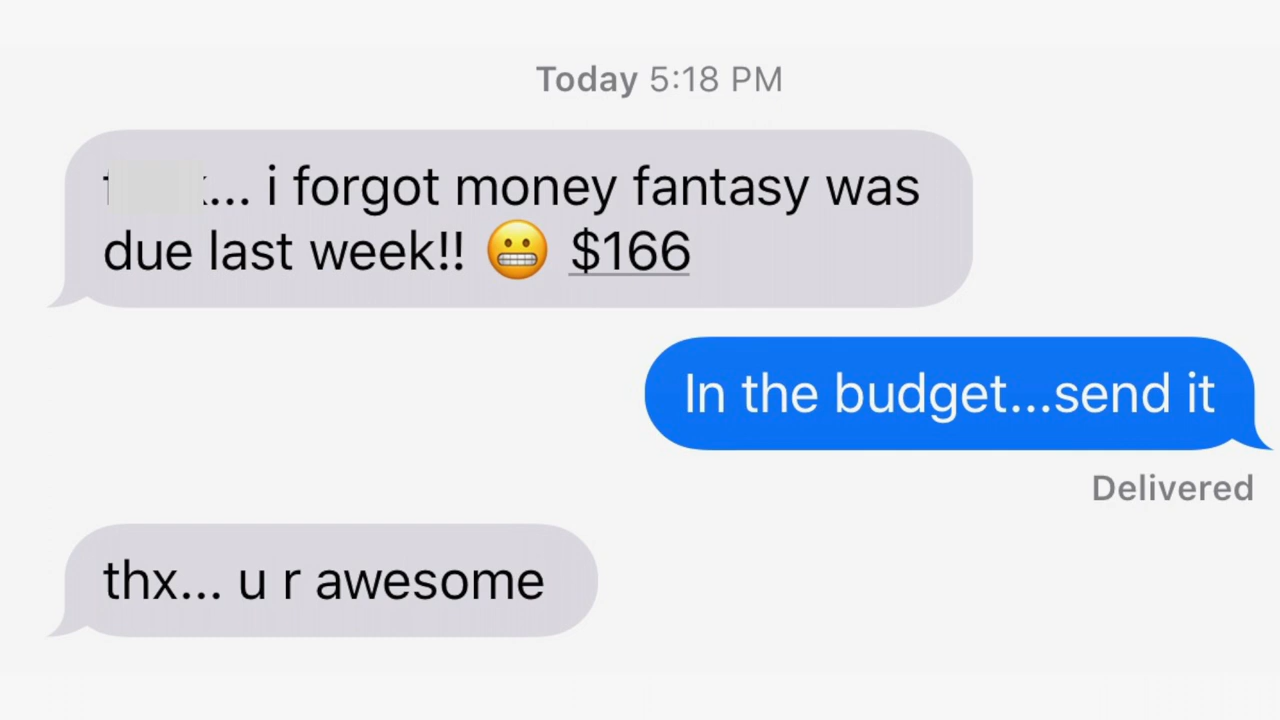 Today 5:18 PM
... i forgot money fantasy was
due last week!! 😬 $166
In the budget...send it
Delivered
thx... u r awesome